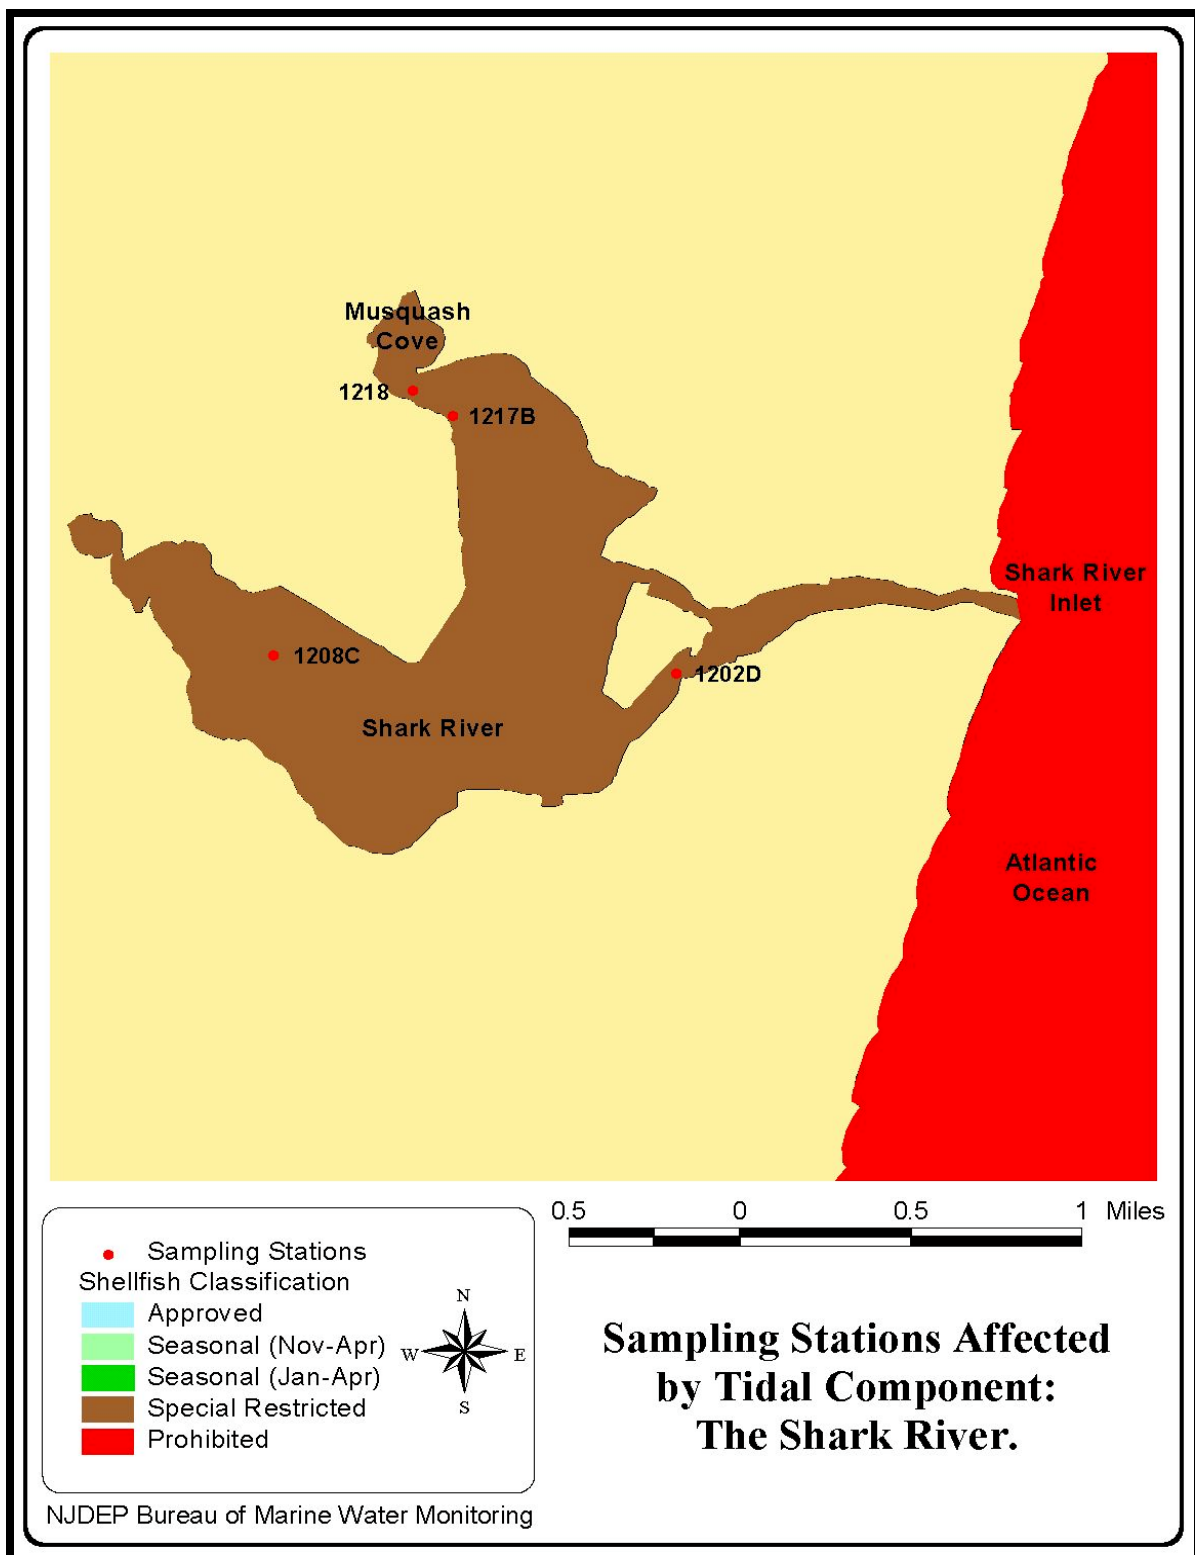 Musquash
Cove
1218
1217B
Shark River
Inlet
1208C
1202D
Shark River
Atlantic
Ocean
0.5 0 0.5 1 Miles
Sampling Stations
Shellfish Classification
Approved
Seasonal (Nov-Apr)
Seasonal (Jan-Apr)
Special Restricted
Prohibited
N
W E
S
Sampling Stations Affected
by Tidal Component:
The Shark River.
NJDEP Bureau of Marine Water Monitoring